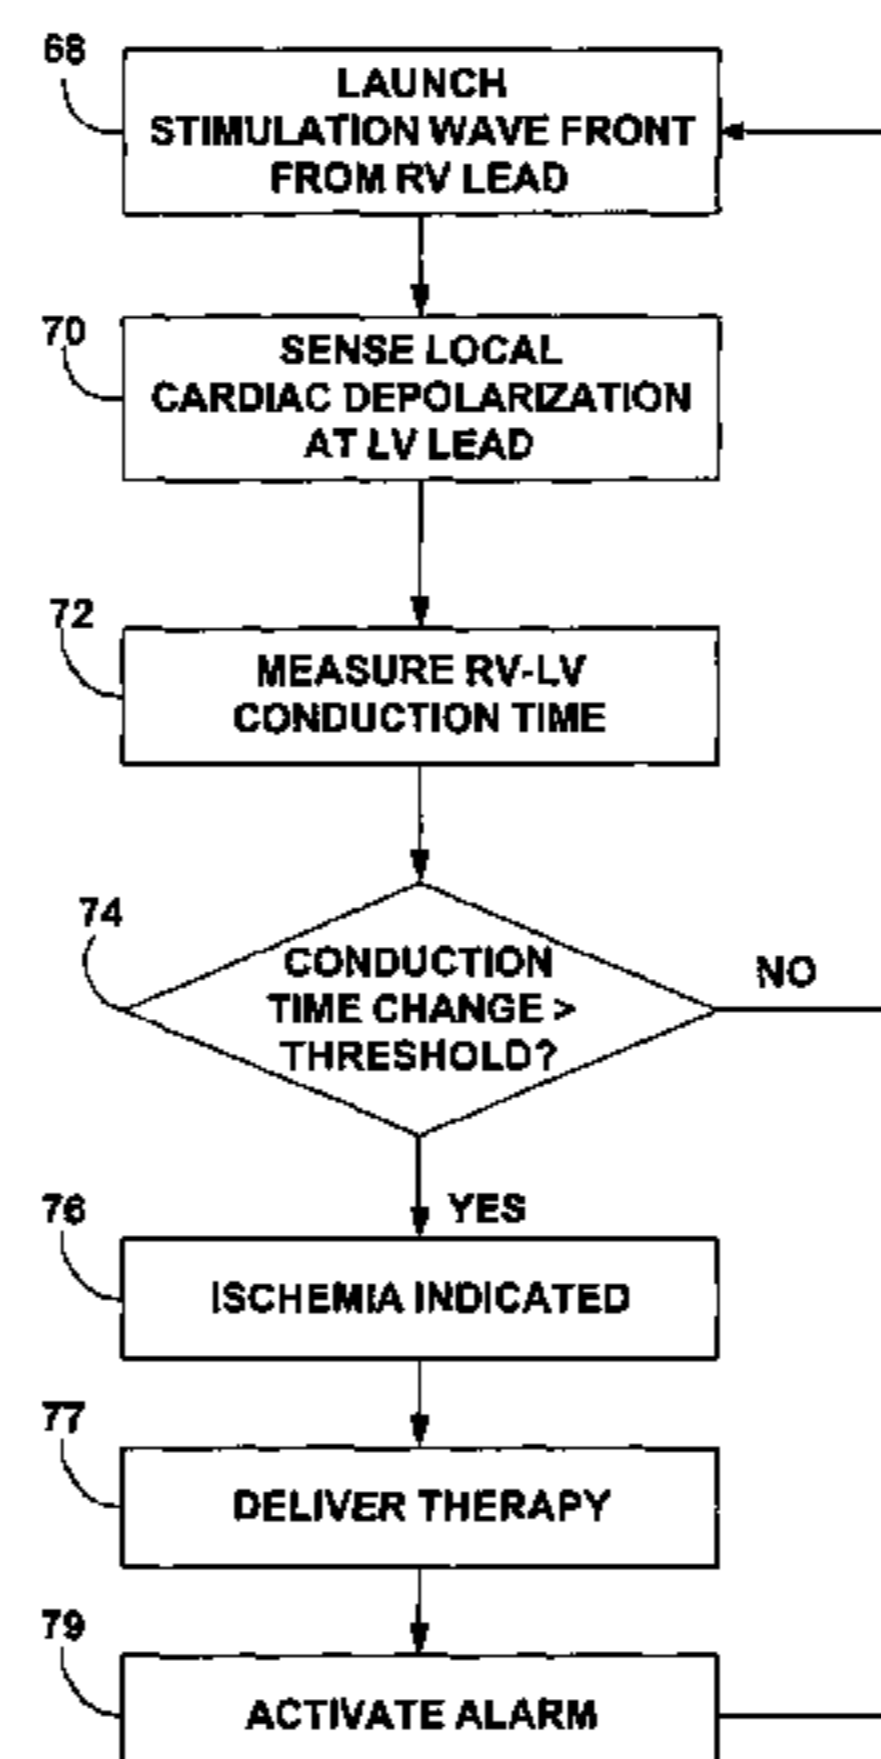 68
LAUNCH
STIMULATION WAVE FRONT
FROM RV LEAD
70
SENSE LOCAL
CARDIAC DEPOLARIZATION
AT LV LEAD
72
MEASURE RV-LV
CONDUCTION TIME
74
CONDUCTION
TIME CHANGE >
THRESHOLD?
NO
YES
76
ISCHEMIA INDICATED
77
DELIVER THERAPY
79
ACTIVATE ALARM